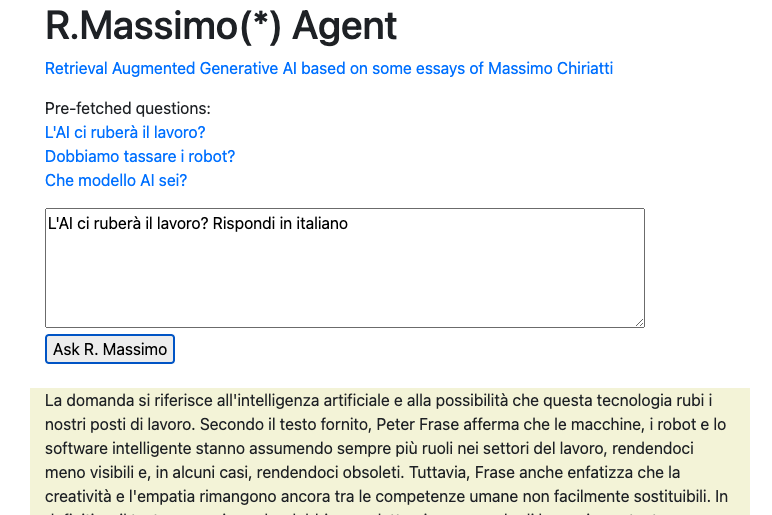 R.Massimo(*) Agent
Retrieval Augmented Generative AI based on some essays of Massimo Chiriatti
Pre-fetched questions:
L'AI ci ruberà il lavoro?
Dobbiamo tassare i robot?
Che modello AI sei?
L'AI ci ruberà il lavoro? Rispondi in italiano
Ask R. Massimo
La domanda si riferisce all'intelligenza artificiale e alla possibilità che questa tecnologia rubi i
nostri posti di lavoro. Secondo il testo fornito, Peter Frase afferma che le macchine, i robot e lo
software intelligente stanno assumendo sempre più ruoli nei settori del lavoro, rendendoci
meno visibili e, in alcuni casi, rendendoci obsoleti. Tuttavia, Frase anche enfatizza che la
creatività e l'empatia rimangono ancora tra le competenze umane non facilmente sostituibili. In